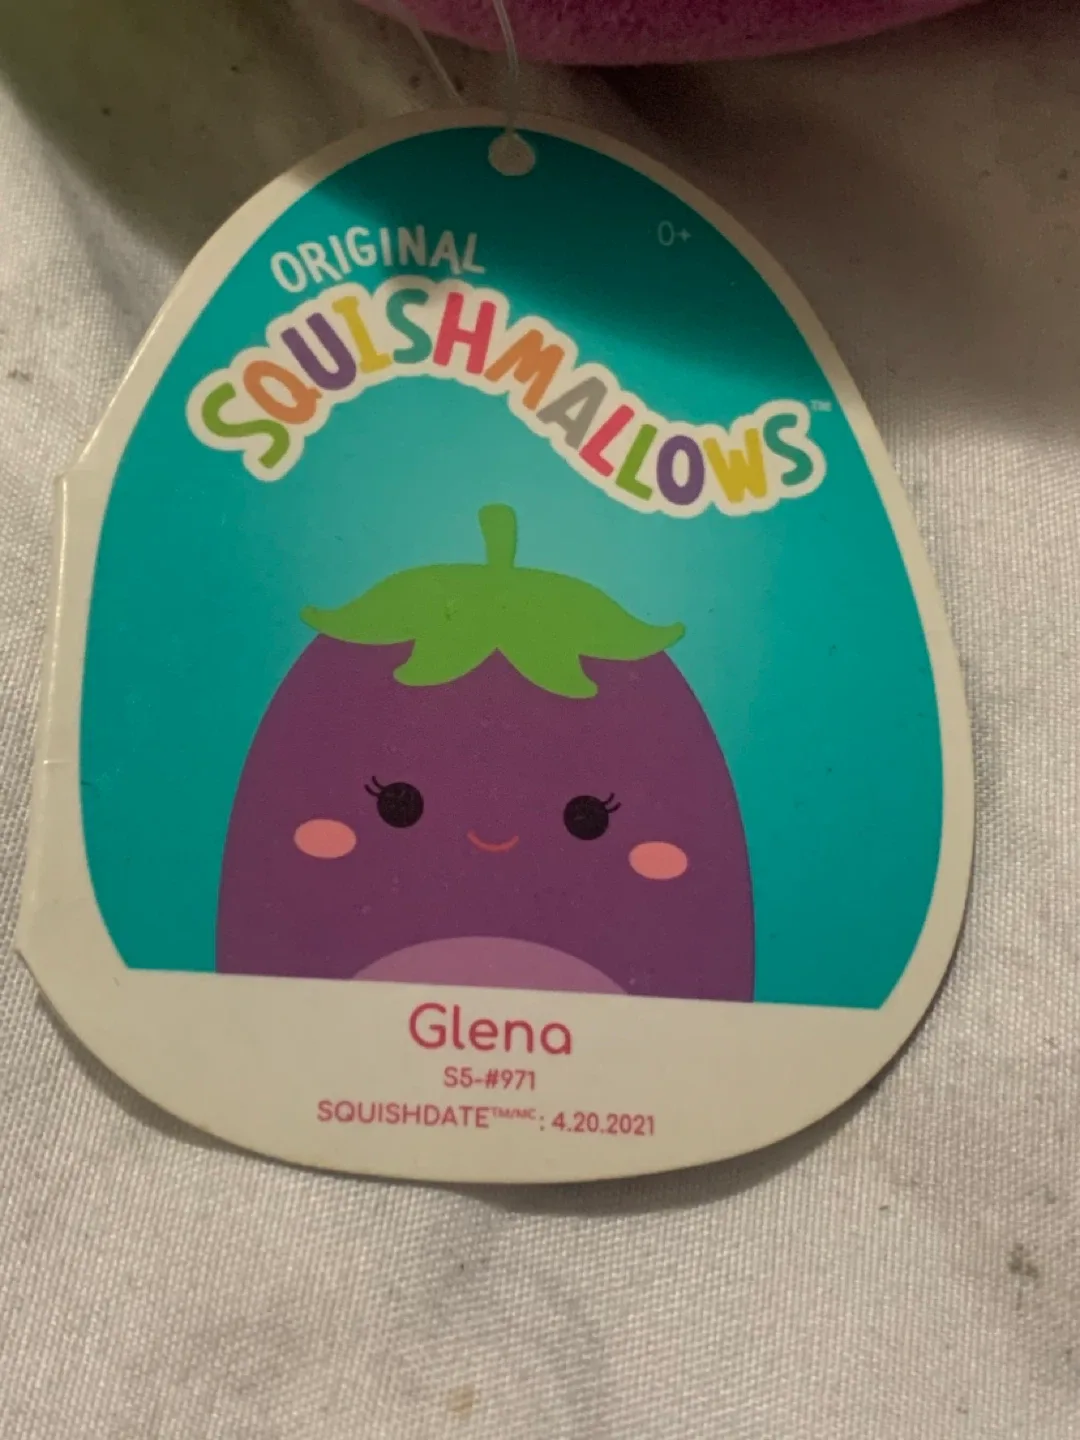 ORIGINAL
0+
SQUISHMALLOWS™
Glena
S5-#971
SQUISHDATE™/MC: 4.20.2021